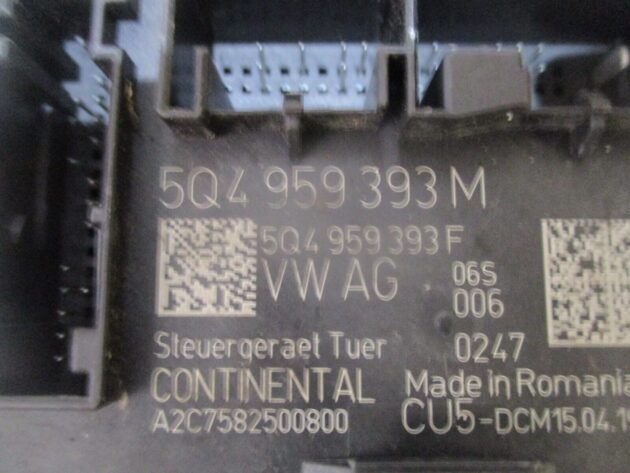 5Q4 959 393 M
5Q4 959 393 F
VW AG 06S
006
Steuergeraet Tuer 0247
CONTINENTAL Made in Romania
A2C7582500800 CU5-DCM15.04.19